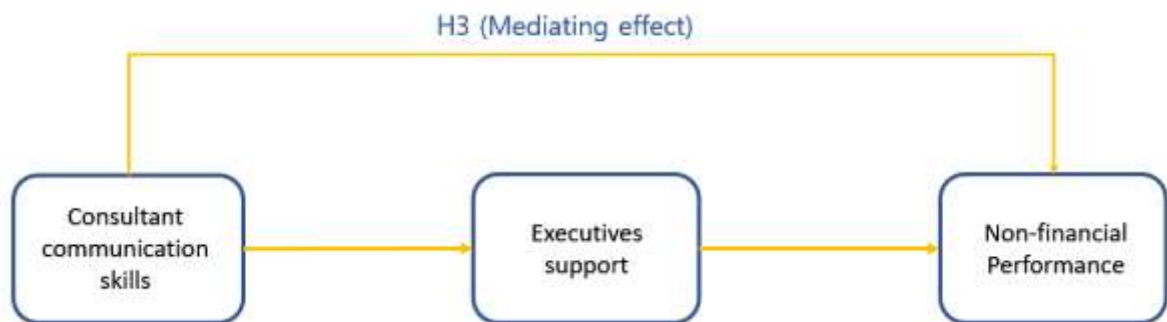 H3 (Mediating effect)
Consultant
communication
skills
Executives
support
Non-financial
Performance